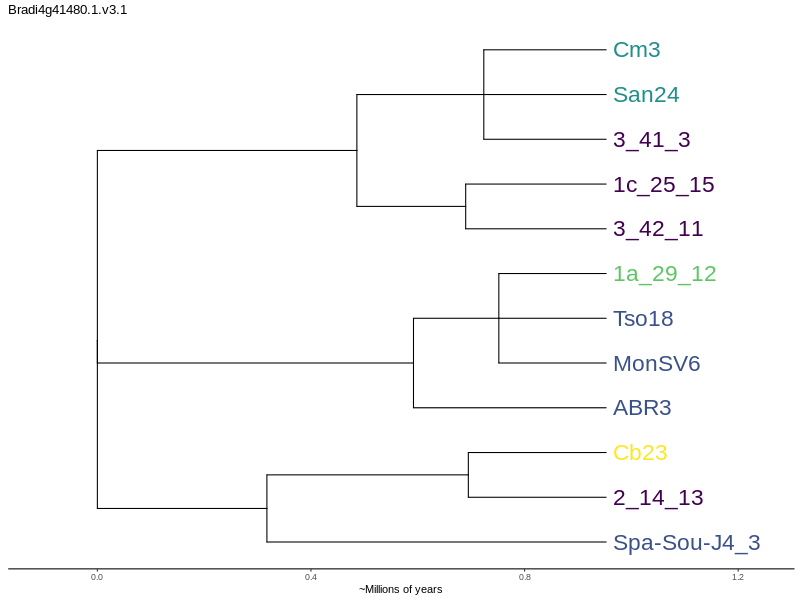 Bradi4g41480.1.v3.1
Cm3
San24
3_41_3
1c_25_15
3_42_11
1a_29_12
Tso18
MonSV6
ABR3
Cb23
2_14_13
Spa-Sou-J4_3
0.0 0.4 0.8 1.2
~Millions of years